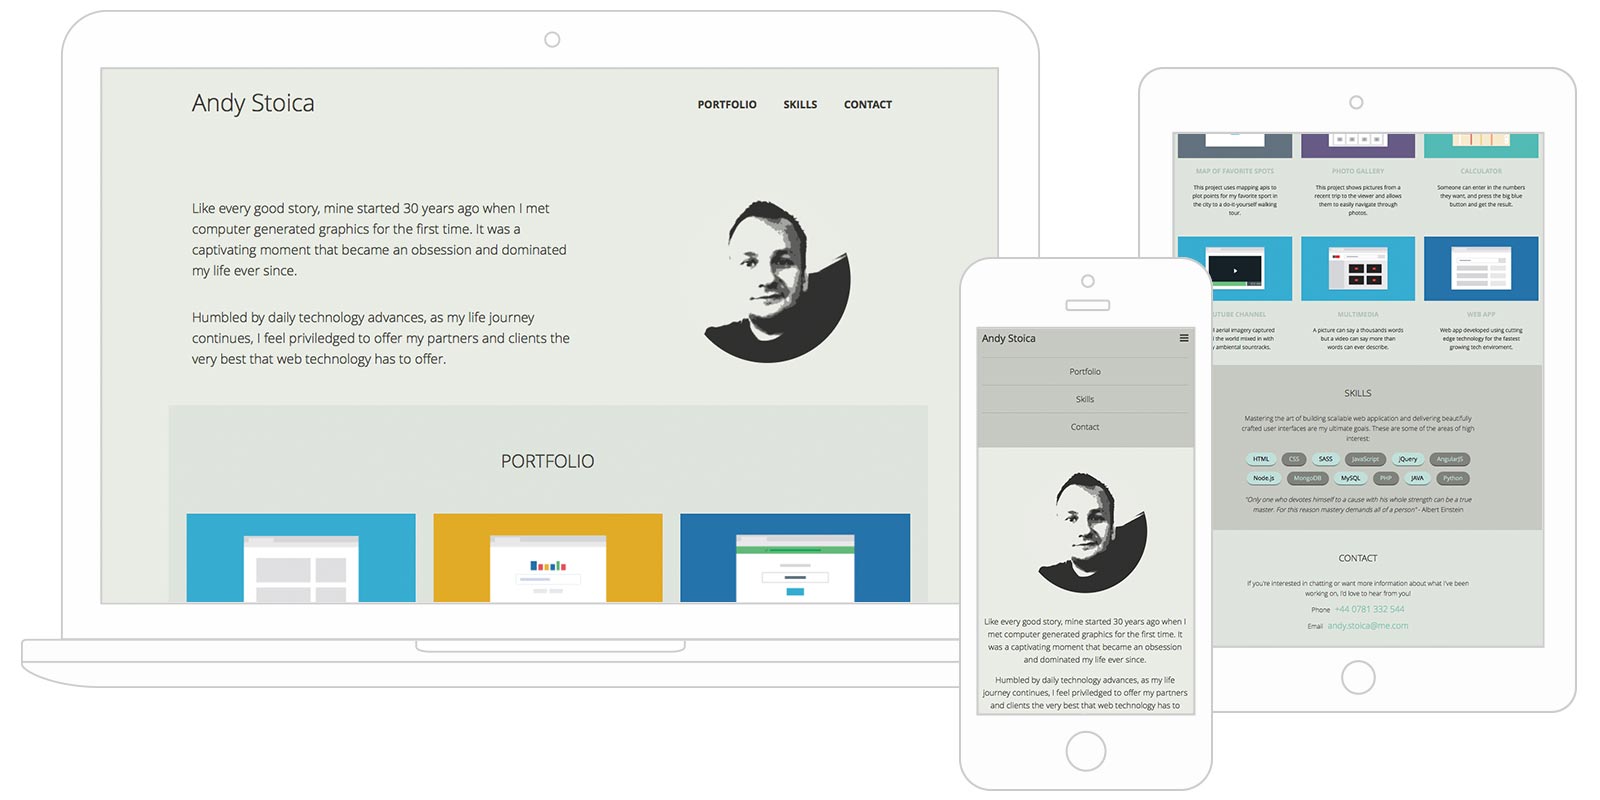 Andy Stoica
PORTFOLIO SKILLS CONTACT
Like every good story, mine started 30 years ago when I met
computer generated graphics for the first time. It was a
captivating moment that became an obsession and dominated
my life ever since.
Humbled by daily technology advances, as my life journey
continues, I feel priviledged to offer my partners and clients the
very best that web technology has to offer.
PORTFOLIO
Andy Stoica
Portfolio
Skills
Contact
Like every good story, mine started 30 years ago when I
met computer generated graphics for the first time. It
was a captivating moment that became an obsession
and dominated my life ever since.
Humbled by daily technology advances, as my life
journey continues, I feel priviledged to offer my partners
and clients the very best that web technology has to
MAP OF FAVORITE SPOTS
This project uses mapping apis to
plot points for my favorite sport in
the city to a do-it-yourself walking
tour.
PHOTO GALLERY
This project shows pictures from a
recent trip to the viewer and allows
them to easily navigate through
photos.
CALCULATOR
Someone can enter in the numbers
they want, and press the big blue
button and get the result.
UTUBE CHANNEL
l aerial imagery captured
l the world mixed in with
y ambiental sountracks.
MULTIMEDIA
A picture can say a thousands words
but a video can say more than
words can ever describe.
WEB APP
Web app developed using cutting
edge technology for the fastest
growing tech enviroment.
SKILLS
Mastering the art of building scailable web application and delivering beautifully
crafted user interfaces are my ultimate goals. These are some of the areas of high
interest:
HTML CSS SASS JavaScript jQuery AngularJS
Node.js MongoDB MySQL PHP JAVA Python
"Only one who devotes himself to a cause with his whole strength can be a true
master. For this reason mastery demands all of a person" - Albert Einstein
CONTACT
If you're interested in chatting or want more information about what I've been
working on, I'd love to hear from you!
Phone +44 0781 332 544
Email andy.stoica@me.com